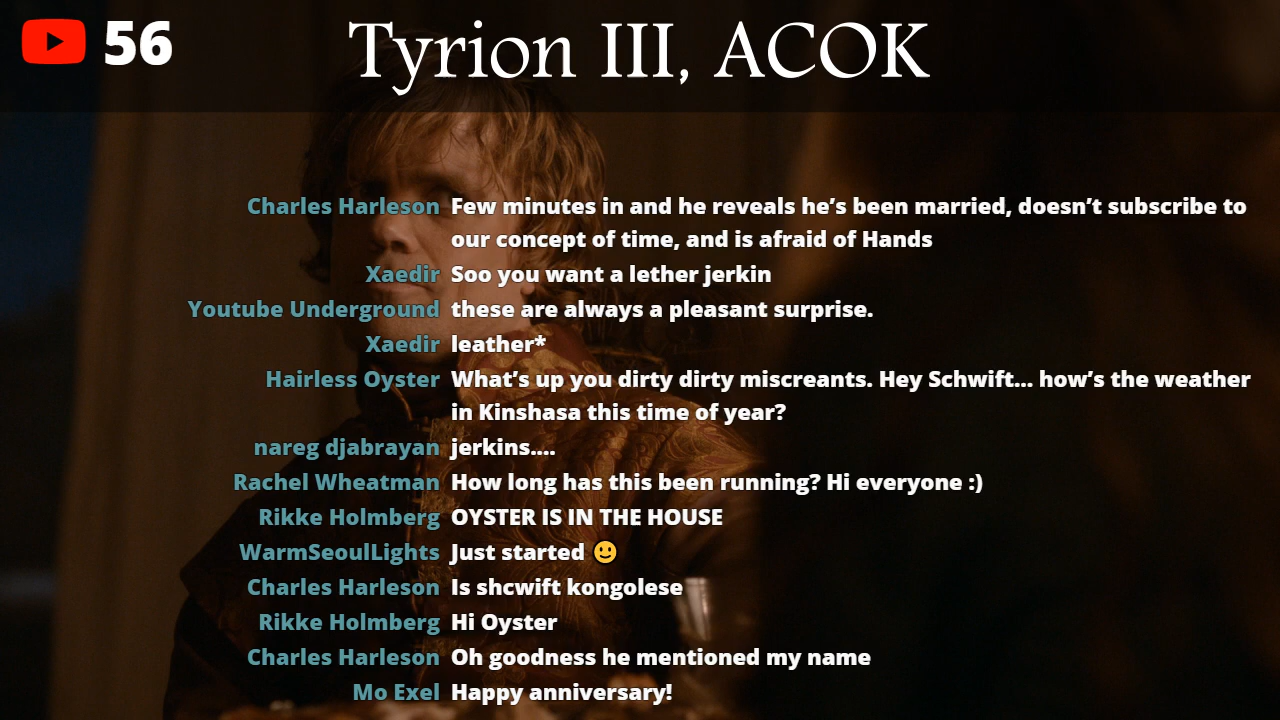 56
Tyrion III, ACOK
Charles Harleson Few minutes in and he reveals he’s been married, doesn’t subscribe to
our concept of time, and is afraid of Hands
Xaedir Soo you want a lether jerkin
Youtube Underground these are always a pleasant surprise.
Xaedir leather*
Hairless Oyster What’s up you dirty dirty miscreants. Hey Schwift... how’s the weather
in Kinshasa this time of year?
nareg djabrayan jerkins....
Rachel Wheatman How long has this been running? Hi everyone :)
Rikke Holmberg OYSTER IS IN THE HOUSE
WarmSeoulLights Just started 🙂
Charles Harleson Is shcwift kongolese
Rikke Holmberg Hi Oyster
Charles Harleson Oh goodness he mentioned my name
Mo Exel Happy anniversary!